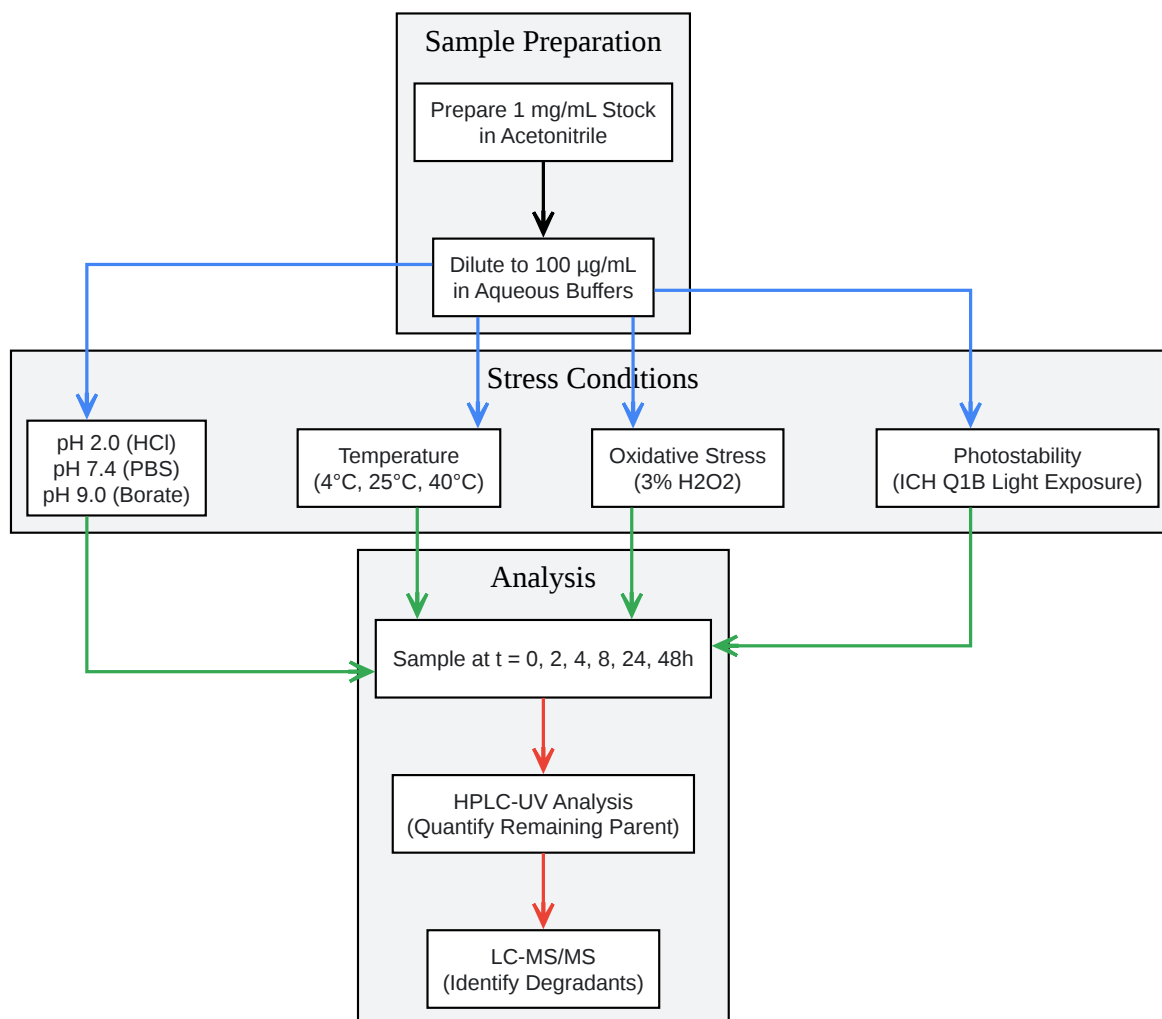 Sample Preparation
Prepare 1 mg/mL Stock
in Acetonitrile
Dilute to 100 µg/mL
in Aqueous Buffers
Stress Conditions
pH 2.0 (HCl)
pH 7.4 (PBS)
pH 9.0 (Borate)
Temperature
(4°C, 25°C, 40°C)
Oxidative Stress
(3% H2O2)
Photostability
(ICH Q1B Light Exposure)
Analysis
Sample at t = 0, 2, 4, 8, 24, 48h
HPLC-UV Analysis
(Quantify Remaining Parent)
LC-MS/MS
(Identify Degradants)